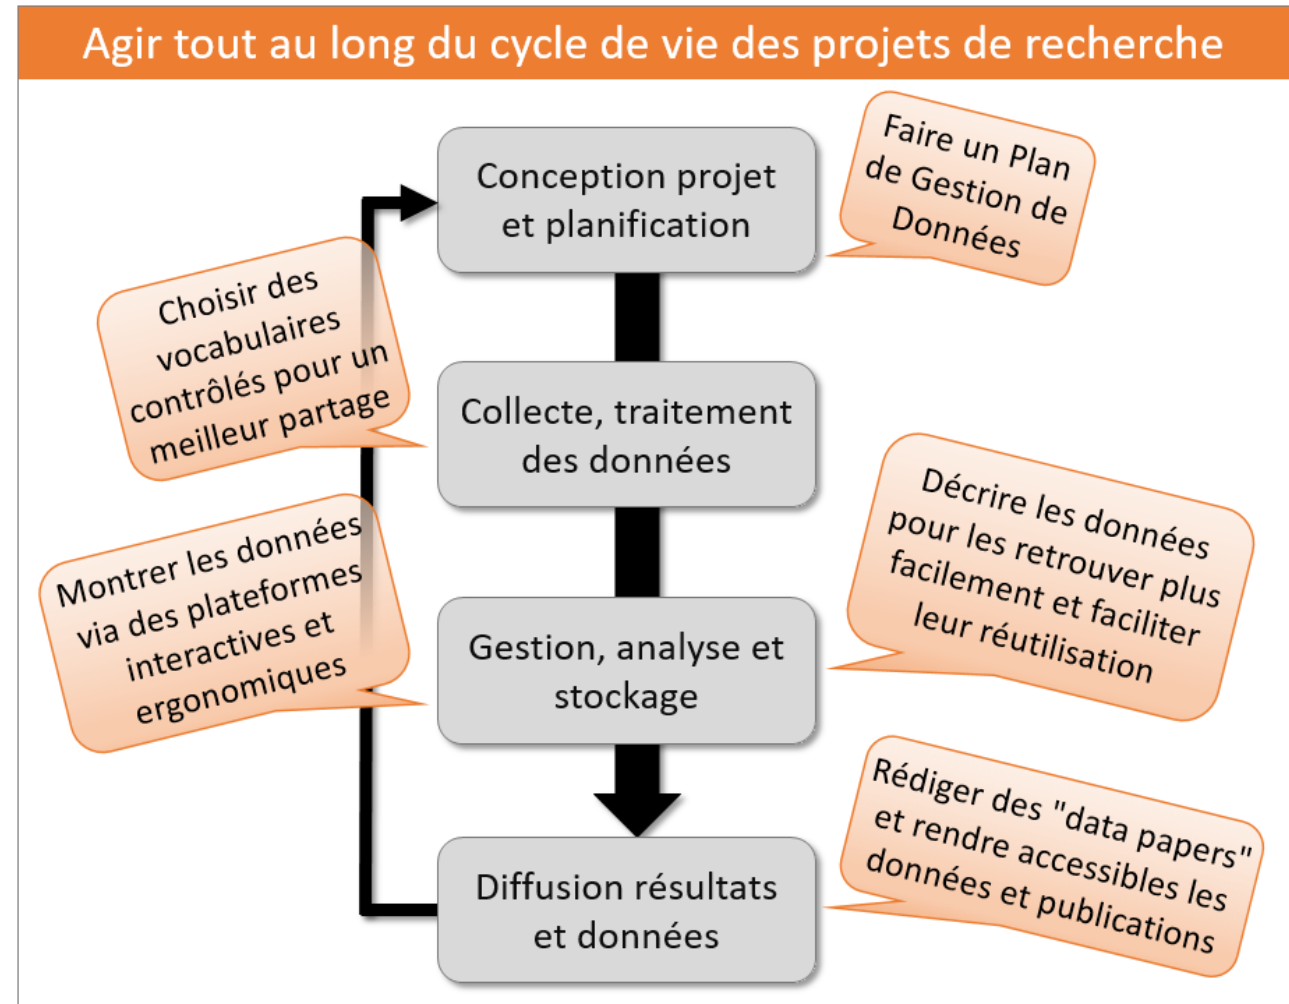 Agir tout au long du cycle de vie des projets de recherche
Conception projet
et planification
Faire un Plan
de Gestion de
Données
Choisir des
vocabulaires
contrôlés pour un
meilleur partage
Collecte, traitement
des données
Montrer les données
via des plateformes
interactives et
ergonomiques
Gestion, analyse et
stockage
Décrire les données
pour les retrouver plus
facilement et faciliter
leur réutilisation
Diffusion résultats
et données
Rédiger des "data papers"
et rendre accessibles les
données et publications